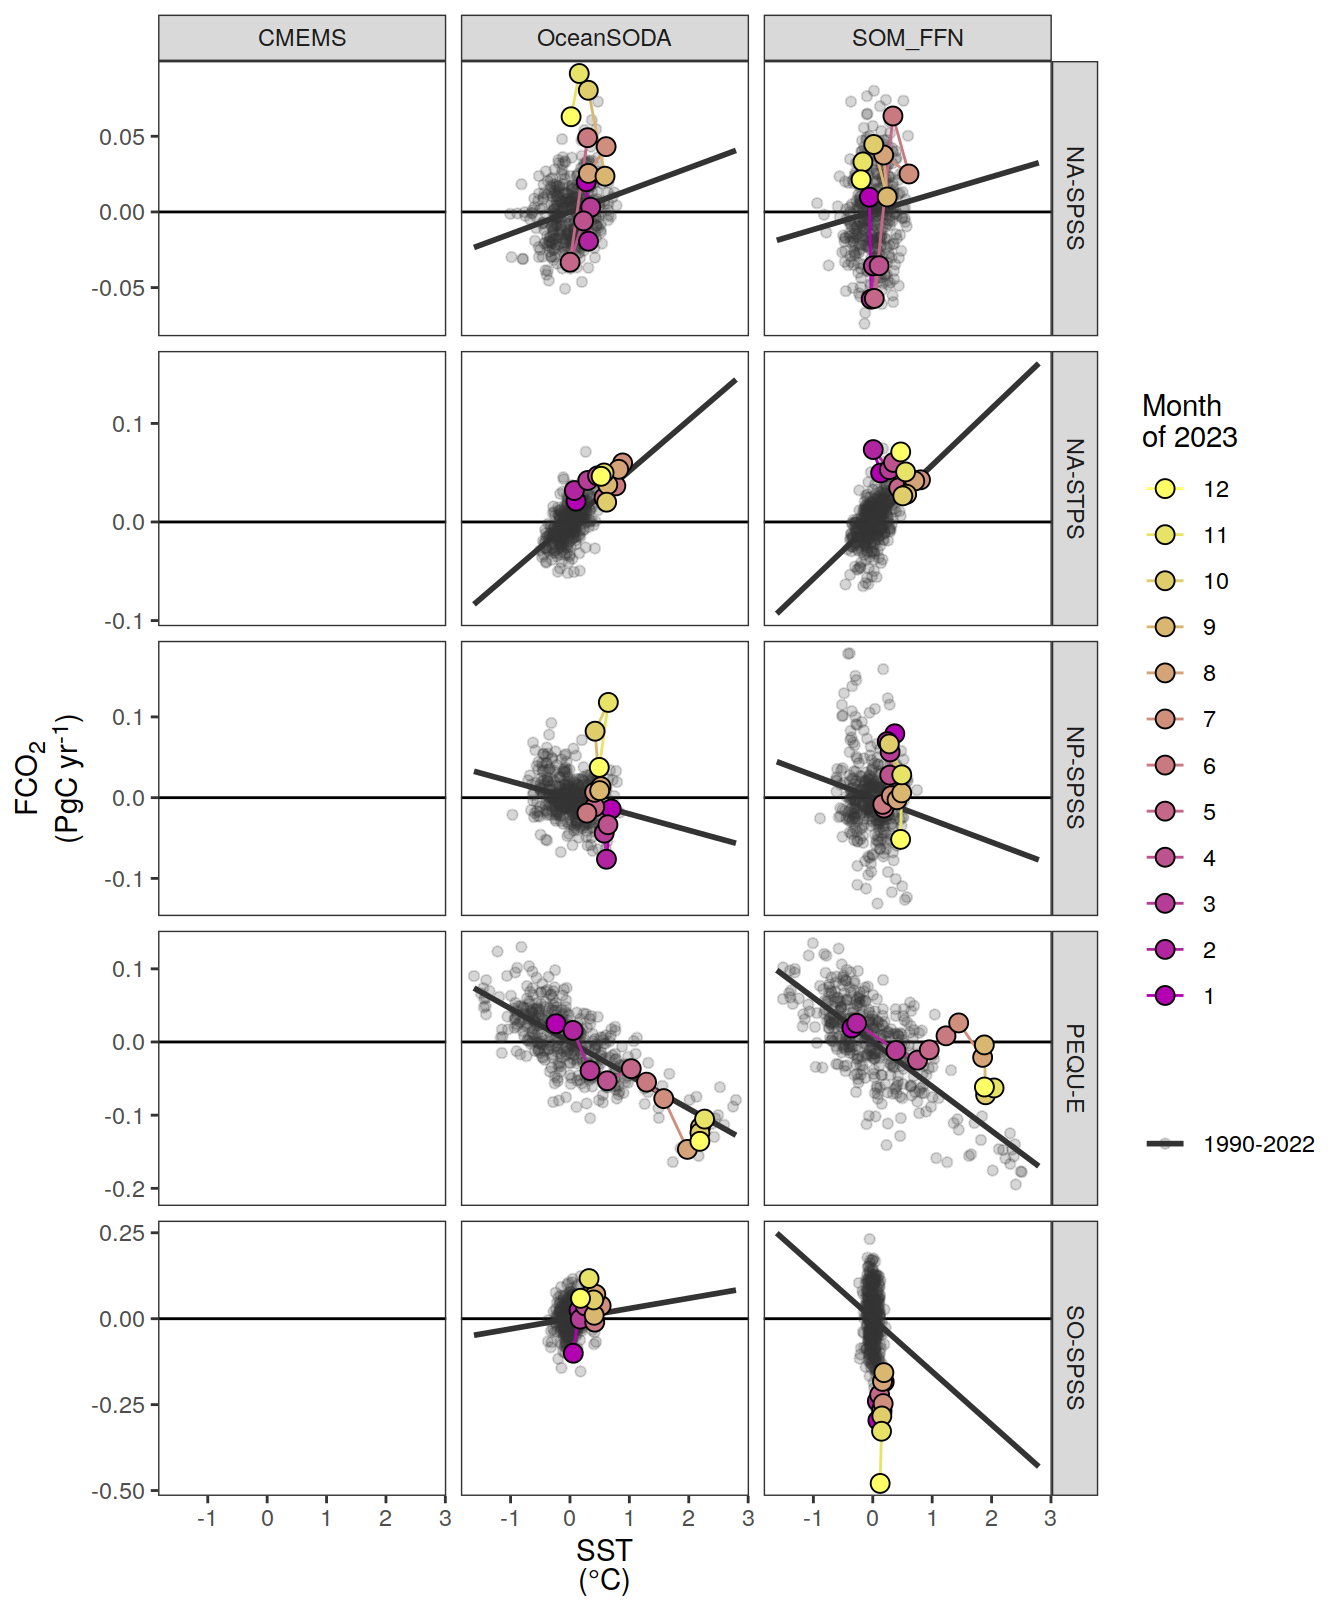 CMEMS OceanSODA SOM_FFN
0.05
0.00
-0.05
NA-SPSS
0.1
0.0
-0.1
NA-STPS
0.1
0.0
-0.1
NP-SPSS
0.1
0.0
-0.1
-0.2
PEQU-E
0.25
0.00
-0.25
-0.50
SO-SPSS
-1 0 1 2 3 -1 0 1 2 3 -1 0 1 2 3
SST
(°C)
FCO₂
(PgC yr⁻¹)
Month
of 2023
12
11
10
9
8
7
6
5
4
3
2
1
1990-2022